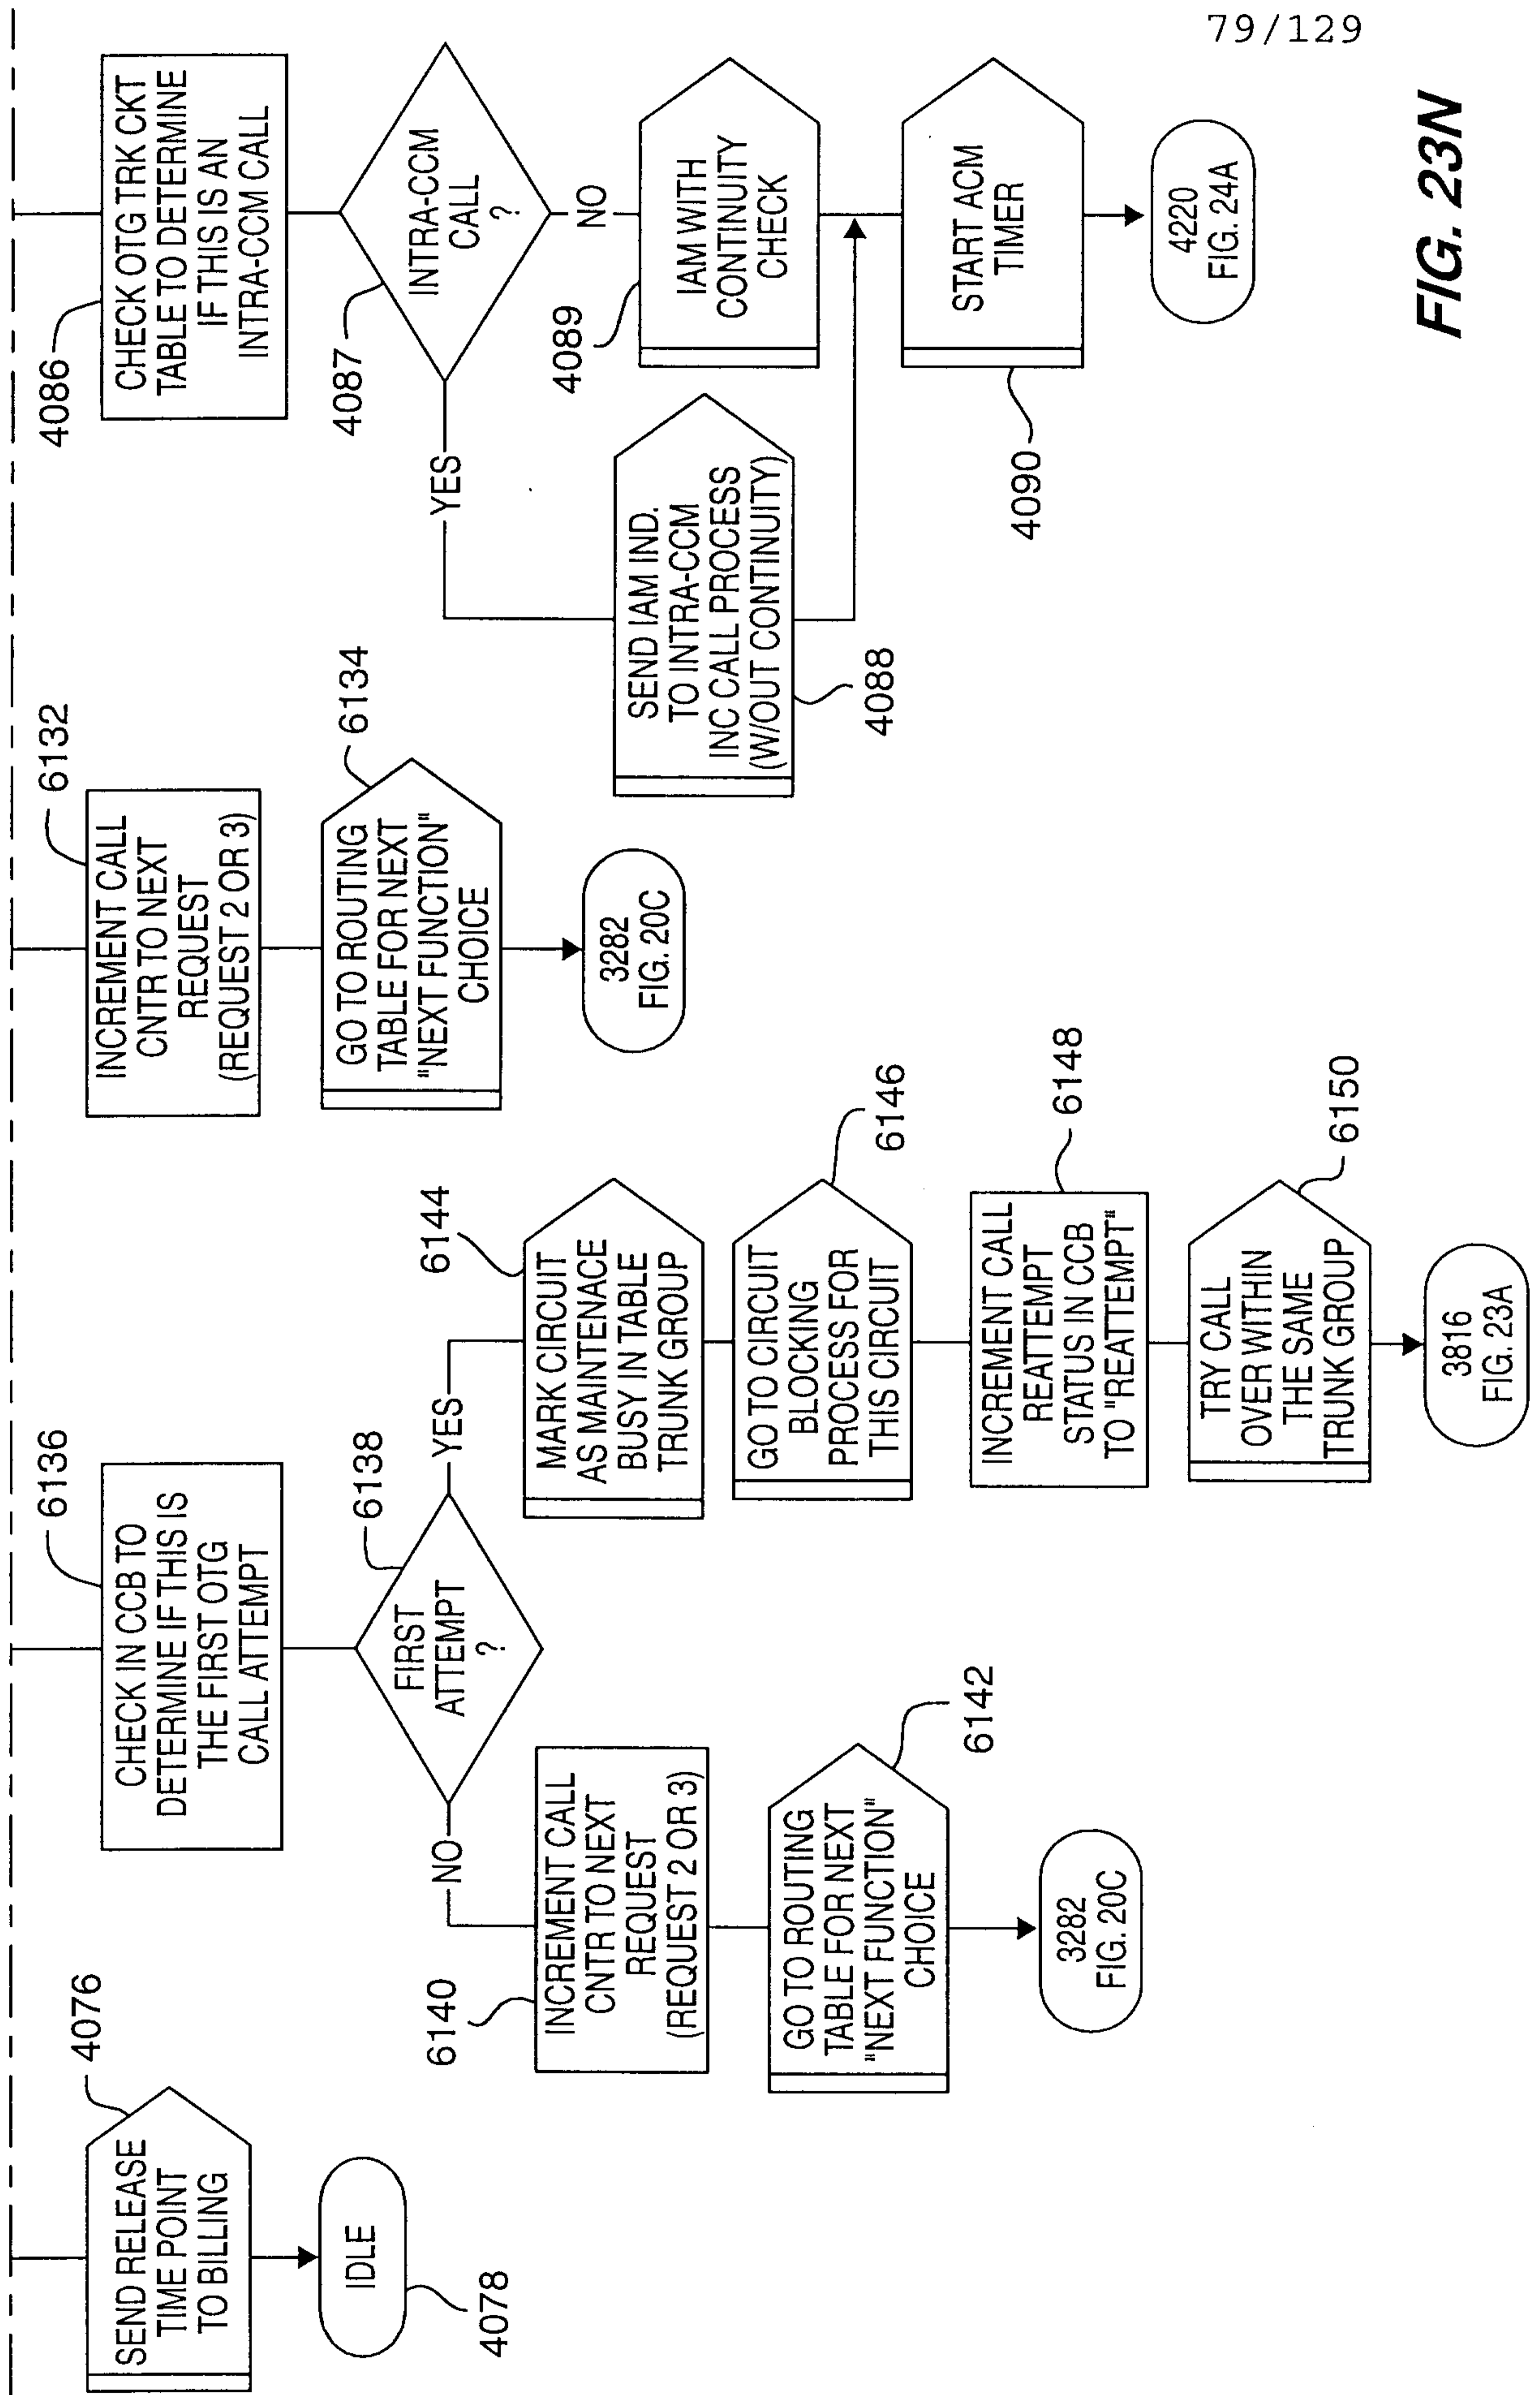 79/129
4076
SEND RELEASE
TIME POINT
TO BILLING
IDLE
4078
6136
CHECK IN CCB TO
DETERMINE IF THIS IS
THE FIRST OTG
CALL ATTEMPT
6138
FIRST
ATTEMPT
?
NO
YES
6140
INCREMENT CALL
CNTR TO NEXT
REQUEST
(REQUEST 2 OR 3)
GO TO ROUTING
TABLE FOR NEXT
"NEXT FUNCTION"
CHOICE
6142
3282
FIG. 20C
6144
MARK CIRCUIT
AS MAINTENACE
BUSY IN TABLE
TRUNK GROUP
GO TO CIRCUIT
BLOCKING
PROCESS FOR
THIS CIRCUIT
6146
INCREMENT CALL
REATTEMPT
STATUS IN CCB
TO "REATTEMPT"
6148
TRY CALL
OVER WITHIN
THE SAME
TRUNK GROUP
6150
3816
FIG. 23A
6132
INCREMENT CALL
CNTR TO NEXT
REQUEST
(REQUEST 2 OR 3)
6134
GO TO ROUTING
TABLE FOR NEXT
"NEXT FUNCTION"
CHOICE
3282
FIG. 20C
4086
CHECK OTG TRK CKT
TABLE TO DETERMINE
IF THIS IS AN
INTRA-CCM CALL
4087
INTRA-CCM
CALL
?
YES
NO
SEND IAM IND.
TO INTRA-CCM
INC CALL PROCESS
(W/OUT CONTINUITY)
4088
4089
IAM WITH
CONTINUITY
CHECK
START ACM
TIMER
4090
4220
FIG. 24A
FIG. 23N